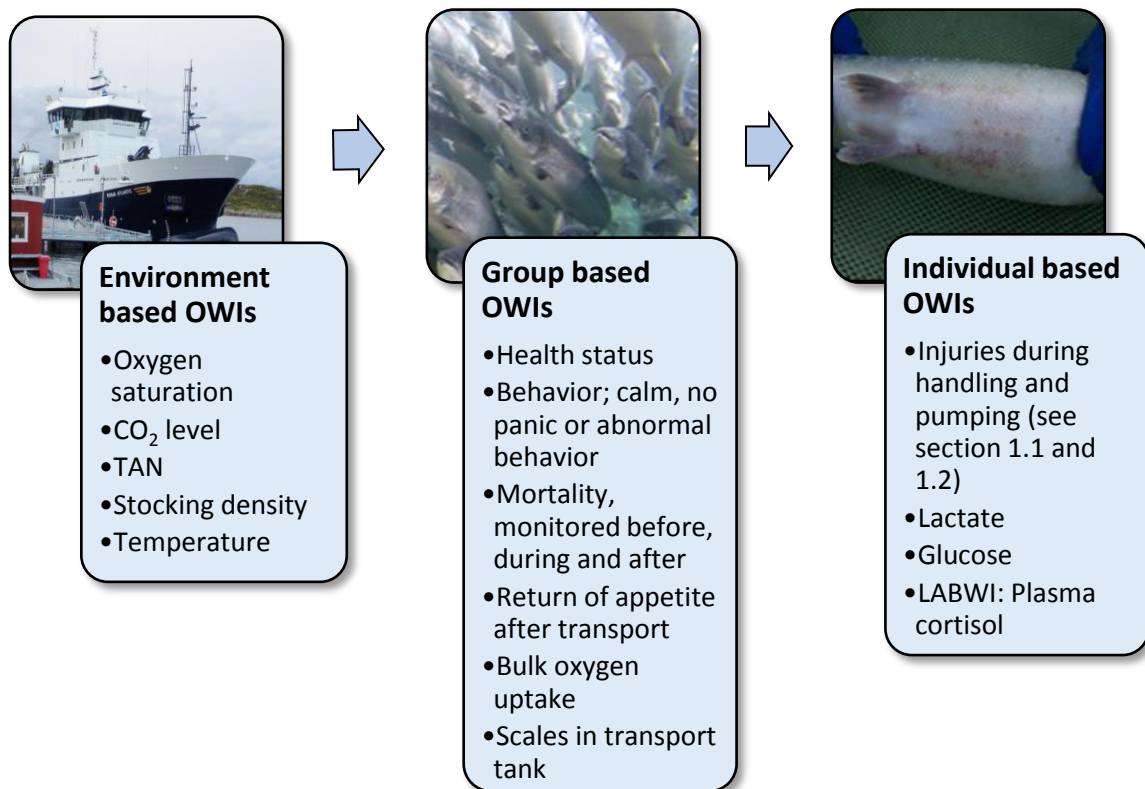 Environment
based OWIs
•Oxygen
saturation
•CO₂ level
•TAN
•Stocking density
•Temperature
Group based
OWIs
•Health status
•Behavior; calm, no
panic or abnormal
behavior
•Mortality,
monitored before,
during and after
•Return of appetite
after transport
•Bulk oxygen
uptake
•Scales in transport
tank
Individual based
OWIs
•Injuries during
handling and
pumping (see
section 1.1 and
1.2)
•Lactate
•Glucose
•LABWI: Plasma
cortisol